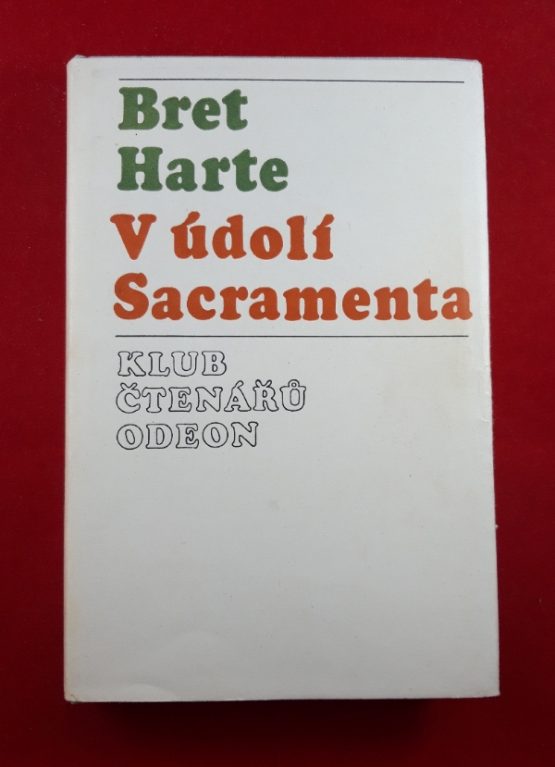 Bret
Harte
V údolí
Sacramenta
KLUB
ČTENÁŘŮ
ODEON